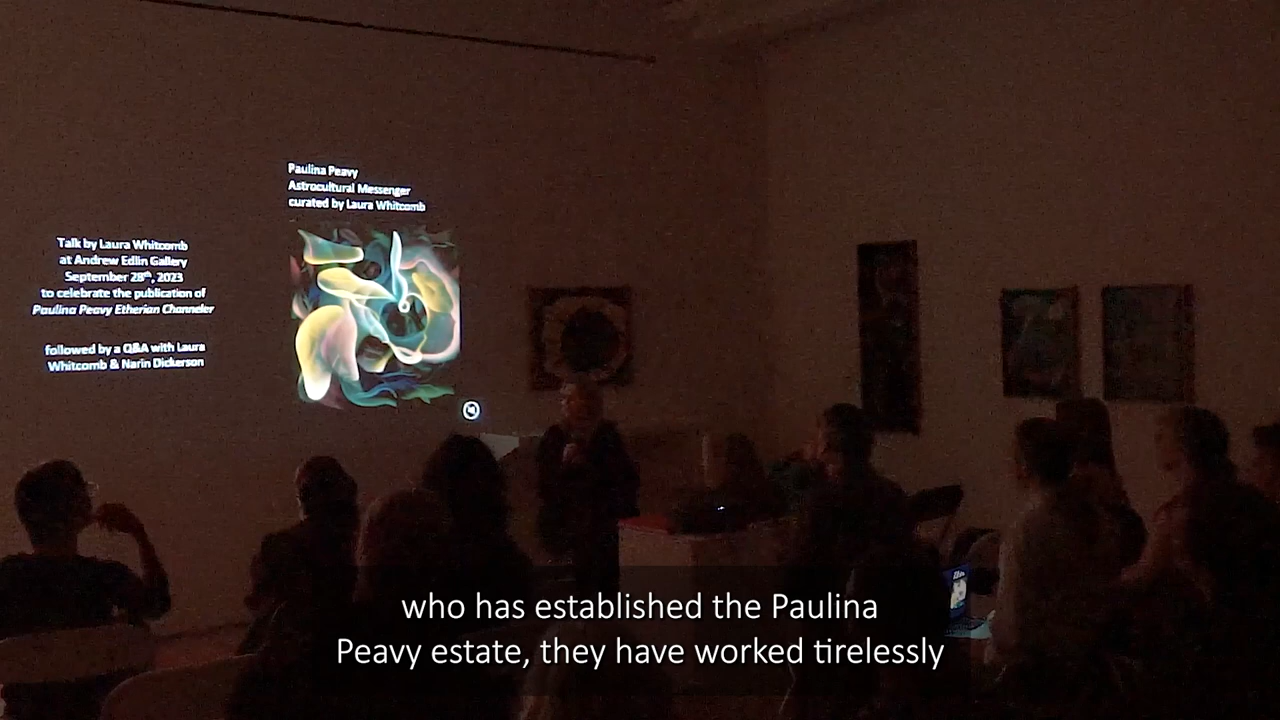 Paulina Peavy
Astrocultural Messenger
curated by Laura Whitcomb
Talk by Laura Whitcomb
at Andrew Edlin Gallery
September 28th, 2023
to celebrate the publication of
Paulina Peavy Etherian Channeler
followed by a Q&A with Laura
Whitcomb & Narin Dickerson
who has established the Paulina
Peavy estate, they have worked tirelessly